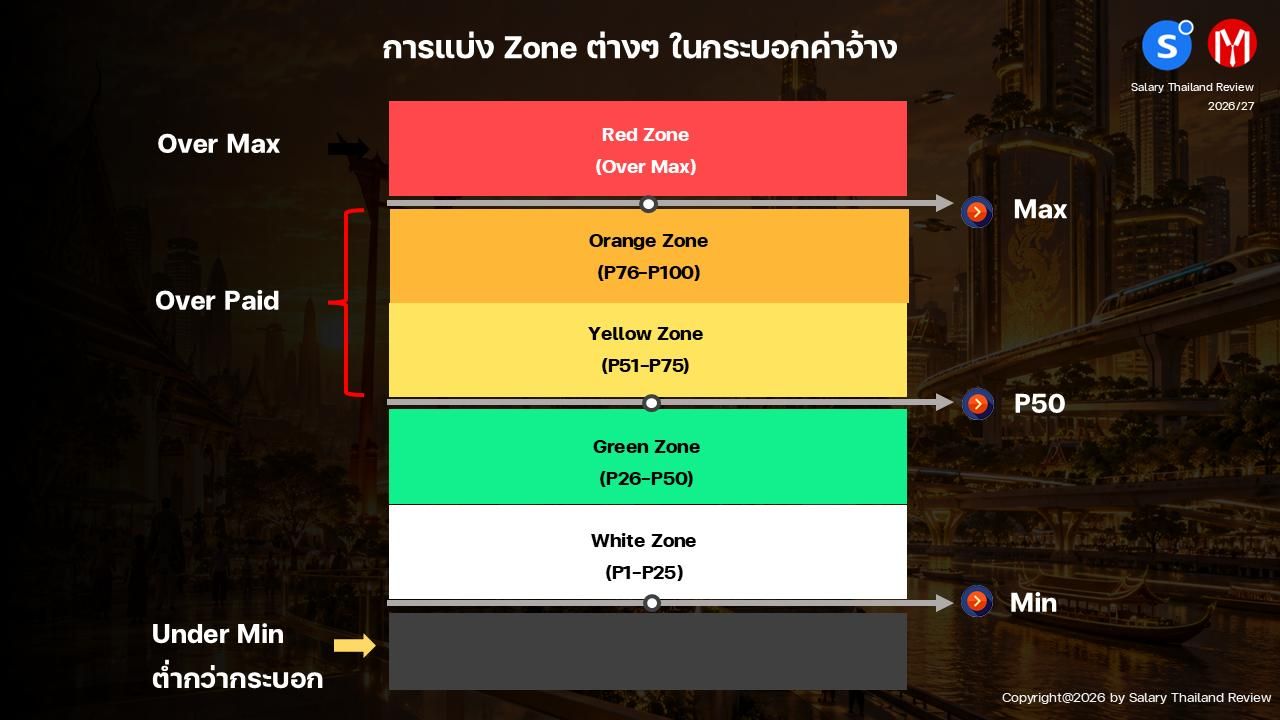 การแบ่ง Zone ต่างๆ ในกระบอกค่าจ้าง
S
M
Salary Thailand Review
2026/27
Over Max
Red Zone
(Over Max)
Max
Orange Zone
(P76-P100)
Over Paid
Yellow Zone
(P51-P75)
P50
Green Zone
(P26-P50)
White Zone
(P1-P25)
Min
Under Min
ต่ำกว่ากระบอก
Copyright@2026 by Salary Thailand Review